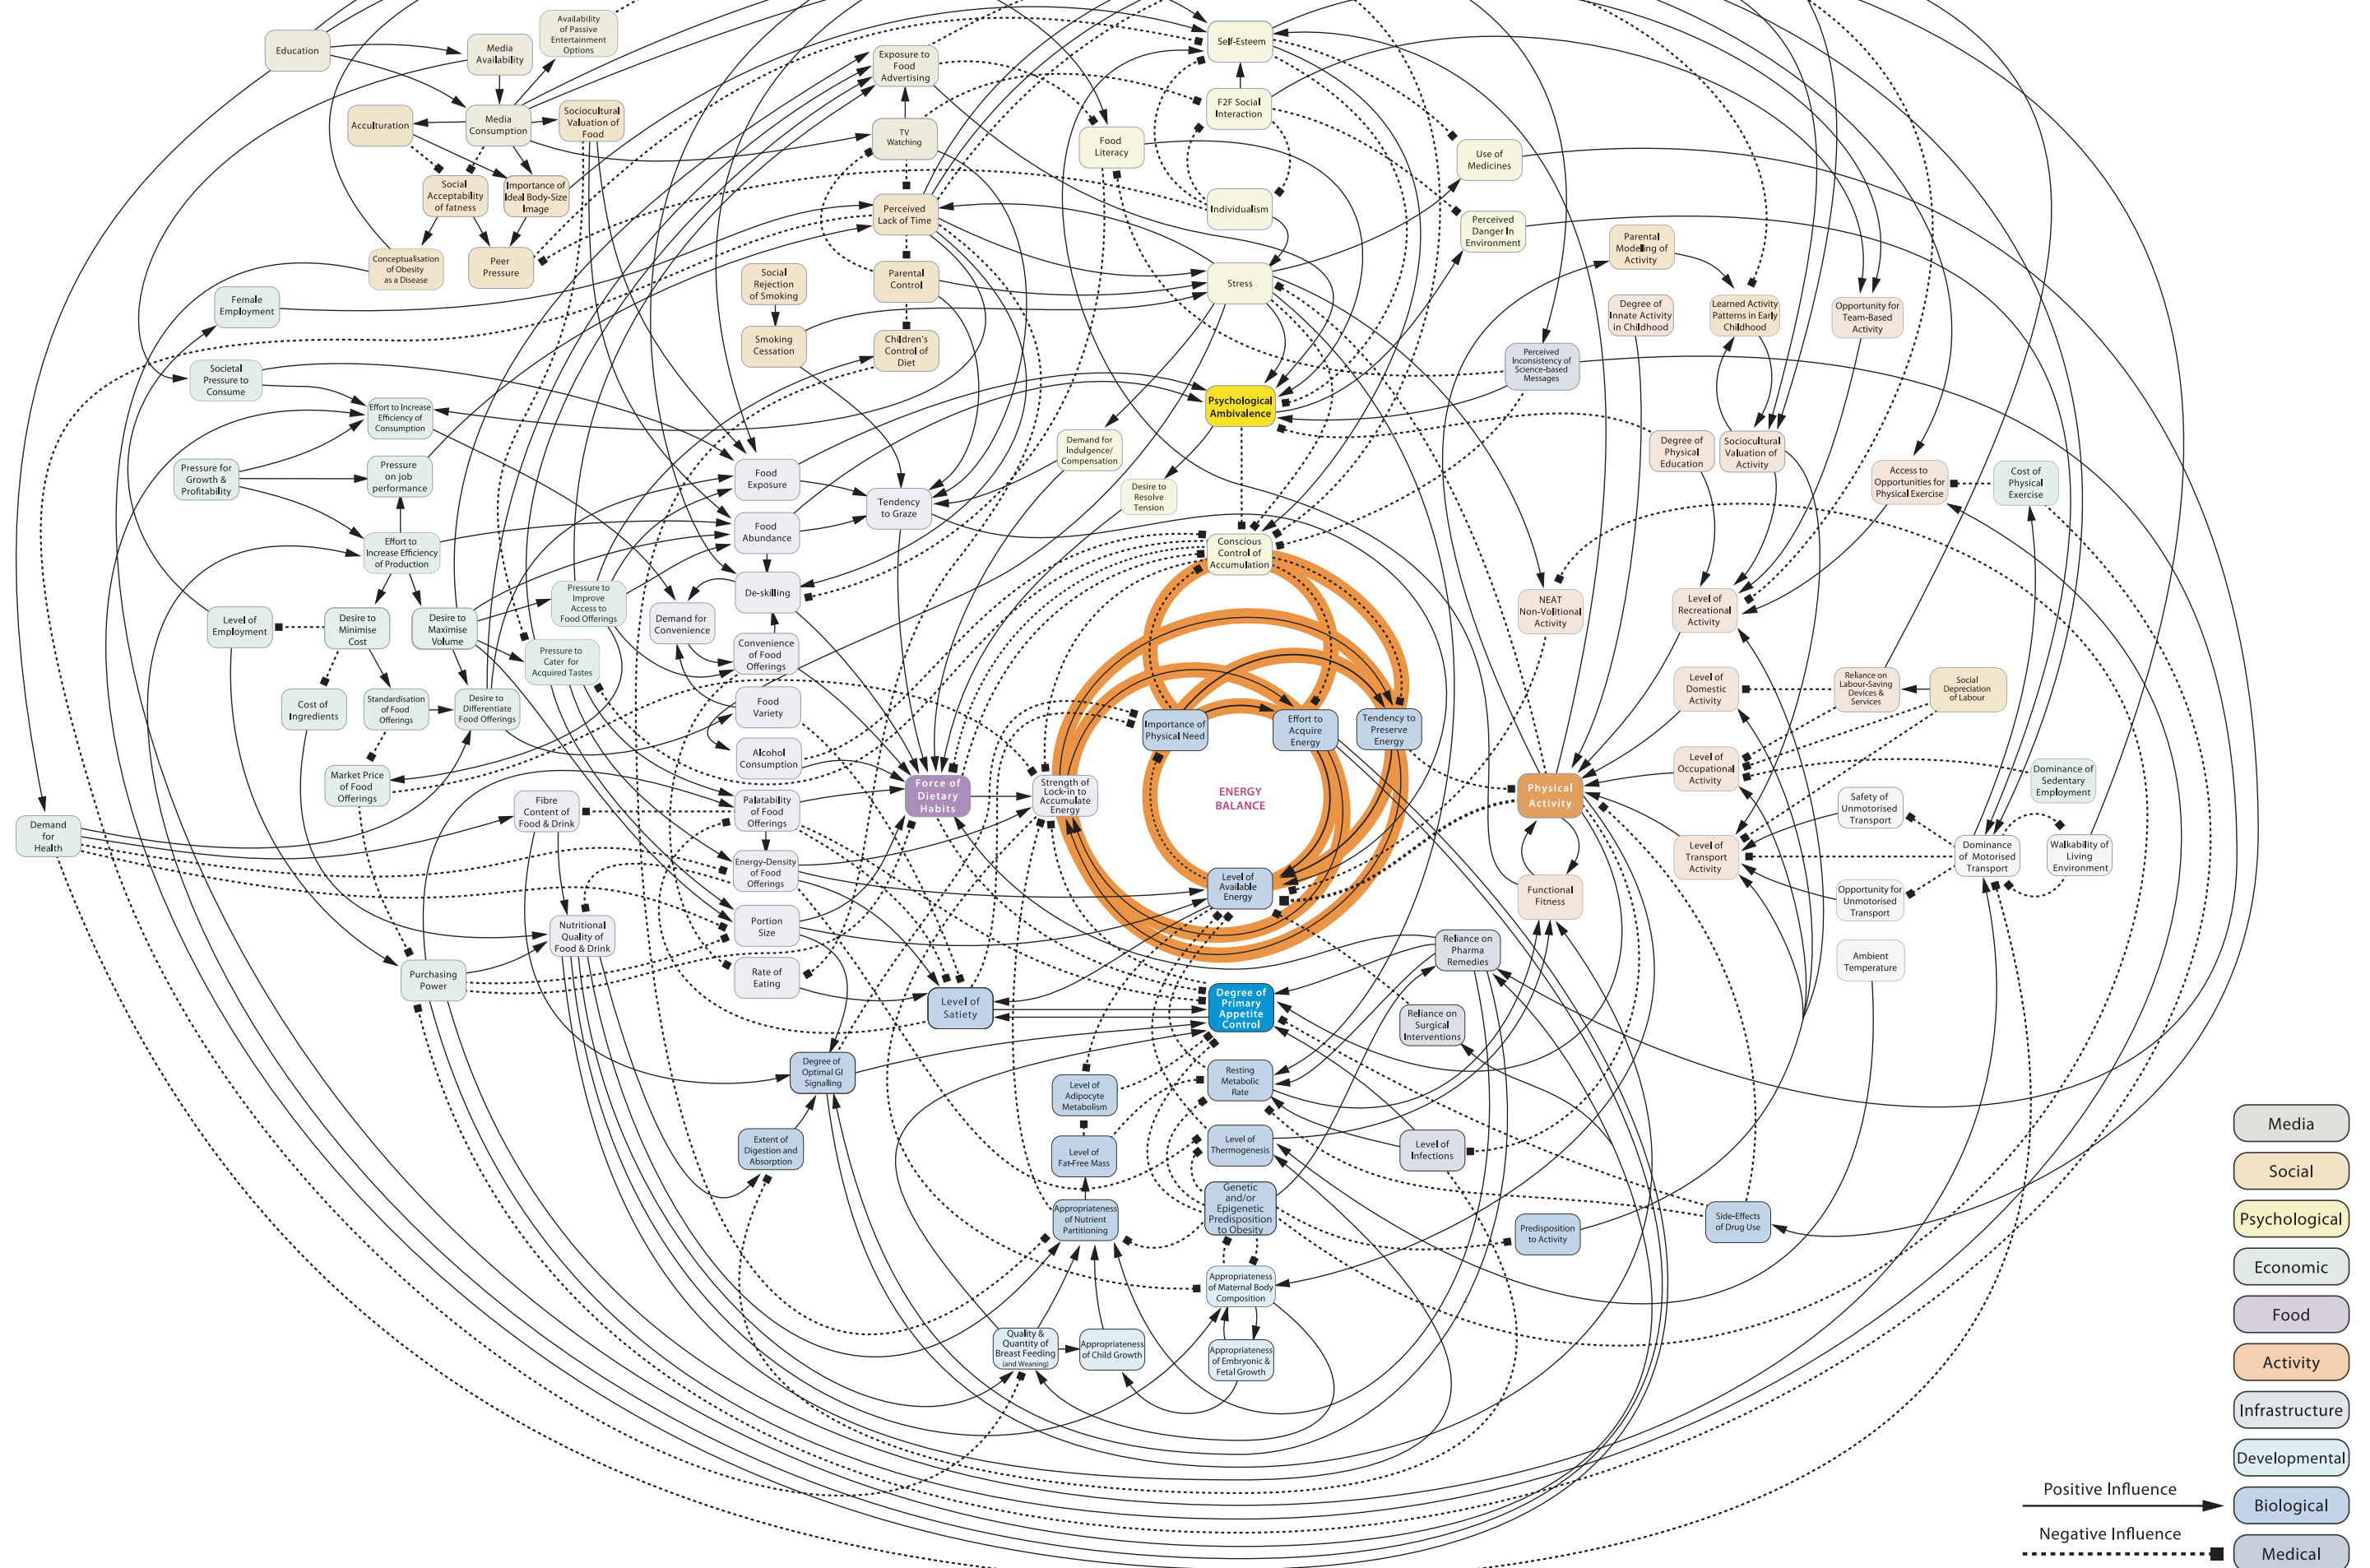 Education
Media
Availability
Availability
of Passive
Entertainment
Options
Acculturation
Media
Consumption
Sociocultural
Valuation of
Food
Social
Acceptability
of fatness
Importance of
Ideal Body-Size
Image
Conceptualisation
of Obesity
as a Disease
Peer
Pressure
Exposure to
Food
Advertising
TV
Watching
Perceived
Lack of Time
Parental
Control
Children's
Control of
Diet
Social
Rejection
of Smoking
Smoking
Cessation
Self-Esteem
F2F Social
Interaction
Food
Literacy
Individualism
Stress
Use of
Medicines
Perceived
Danger In
Environment
Psychological
Ambivalence
Demand for
Indulgence/
Compensation
Desire to
Resolve
Tension
Conscious
Control of
Accumulation
Perceived
Inconsistency of
Science-based
Messages
Parental
Modeling of
Activity
Degree of
Innate Activity
in Childhood
Learned Activity
Patterns in Early
Childhood
Opportunity for
Team-Based
Activity
Degree of
Physical
Education
Sociocultural
Valuation of
Activity
Access to
Opportunities for
Physical Exercise
Cost of
Physical
Exercise
Female
Employment
Societal
Pressure to
Consume
Effort to Increase
Efficiency of
Consumption
Pressure for
Growth &
Profitability
Pressure
on job
performance
Effort to
Increase Efficiency
of Production
Level of
Employment
Desire to
Minimise
Cost
Desire to
Maximise
Volume
Pressure to
Improve
Access to
Food Offerings
Pressure to
Cater for
Acquired Tastes
Cost of
Ingredients
Standardisation
of Food
Offerings
Desire to
Differentiate
Food Offerings
Market Price
of Food
Offerings
Demand
for
Health
Purchasing
Power
Food
Exposure
Food
Abundance
Tendency
to Graze
De-skilling
Demand for
Convenience
Convenience
of Food
Offerings
Food
Variety
Alcohol
Consumption
Fibre
Content of
Food & Drink
Palatability
of Food
Offerings
Energy-Density
of Food
Offerings
Portion
Size
Rate of
Eating
Nutritional
Quality of
Food & Drink
Force of
Dietary
Habits
Strength of
Lock-in to
Accumulate
Energy
Importance of
Physical Need
Effort to
Acquire
Energy
Tendency to
Preserve
Energy
ENERGY
BALANCE
Level of
Available
Energy
Level of
Satiety
Degree of
Primary
Appetite
Control
Degree of
Optimal GI
Signalling
Extent of
Digestion and
Absorption
Level of
Adipocyte
Metabolism
Level of
Fat-Free Mass
Appropriateness
of Nutrient
Partitioning
Resting
Metabolic
Rate
Level of
Thermogenesis
Genetic
and/or
Epigenetic
Predisposition
to Obesity
Appropriateness
of Maternal Body
Composition
Appropriateness
of Embryonic &
Fetal Growth
Appropriateness
of Child Growth
Quality &
Quantity of
Breast Feeding
(and Weaning)
Reliance on
Pharma
Remedies
Reliance on
Surgical
Interventions
Level of
Infections
Predisposition
to Activity
Side-Effects
of Drug Use
NEAT
Non-Volitional
Activity
Level of
Recreational
Activity
Level of
Domestic
Activity
Level of
Occupational
Activity
Level of
Transport
Activity
Physical
Activity
Functional
Fitness
Reliance on
Labour-Saving
Devices &
Services
Social
Depreciation
of Labour
Dominance of
Sedentary
Employment
Safety of
Unmotorised
Transport
Dominance
of Motorised
Transport
Walkability of
Living
Environment
Opportunity for
Unmotorised
Transport
Ambient
Temperature
Media
Social
Psychological
Economic
Food
Activity
Infrastructure
Developmental
Biological
Medical
Positive Influence
Negative Influence